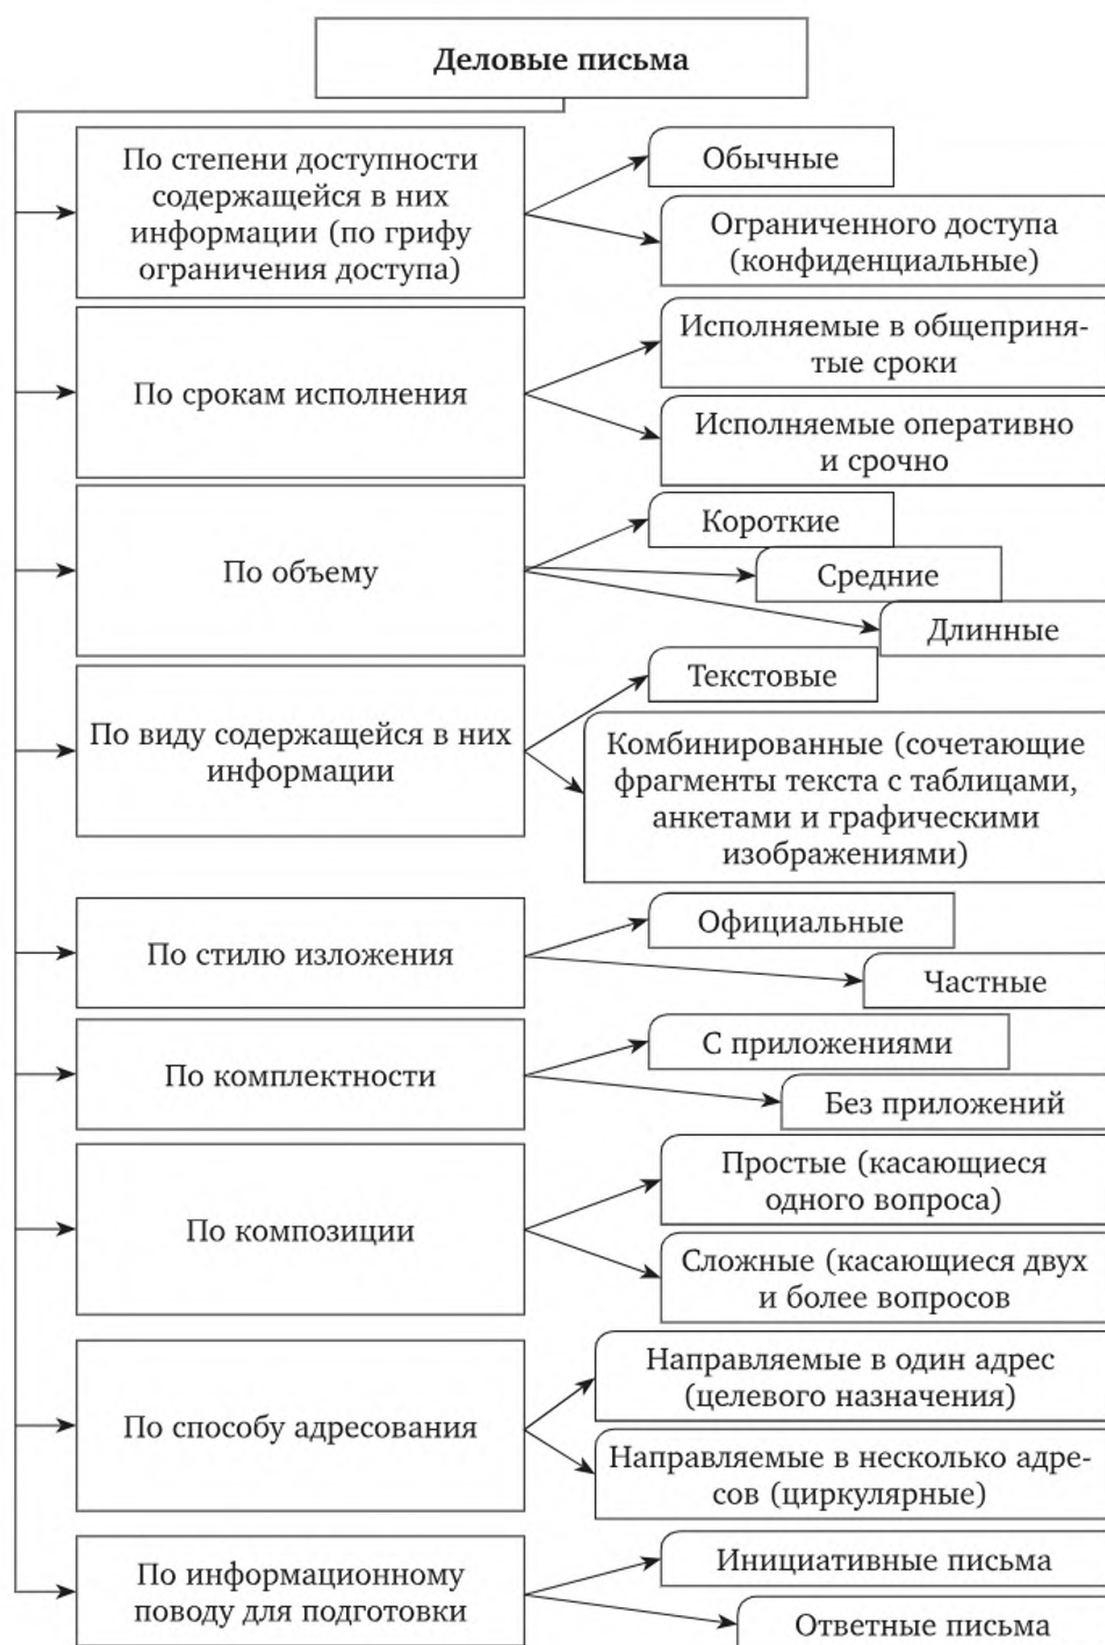 Деловые письма
По степени доступности
содержащейся в них
информации (по грифу
ограничения доступа)
Обычные
Ограниченного доступа
(конфиденциальные)
По срокам исполнения
Исполняемые в общеприня-
тые сроки
Исполняемые оперативно
и срочно
По объему
Короткие
Средние
Длинные
По виду содержащейся в них
информации
Текстовые
Комбинированные (сочетающие
фрагменты текста с таблицами,
анкетами и графическими
изображениями)
По стилю изложения
Официальные
Частные
По комплектности
С приложениями
Без приложений
По композиции
Простые (касающиеся
одного вопроса)
Сложные (касающиеся двух
и более вопросов
По способу адресования
Направляемые в один адрес
(целевого назначения)
Направляемые в несколько адре-
сов (циркулярные)
По информационному
поводу для подготовки
Инициативные письма
Ответные письма